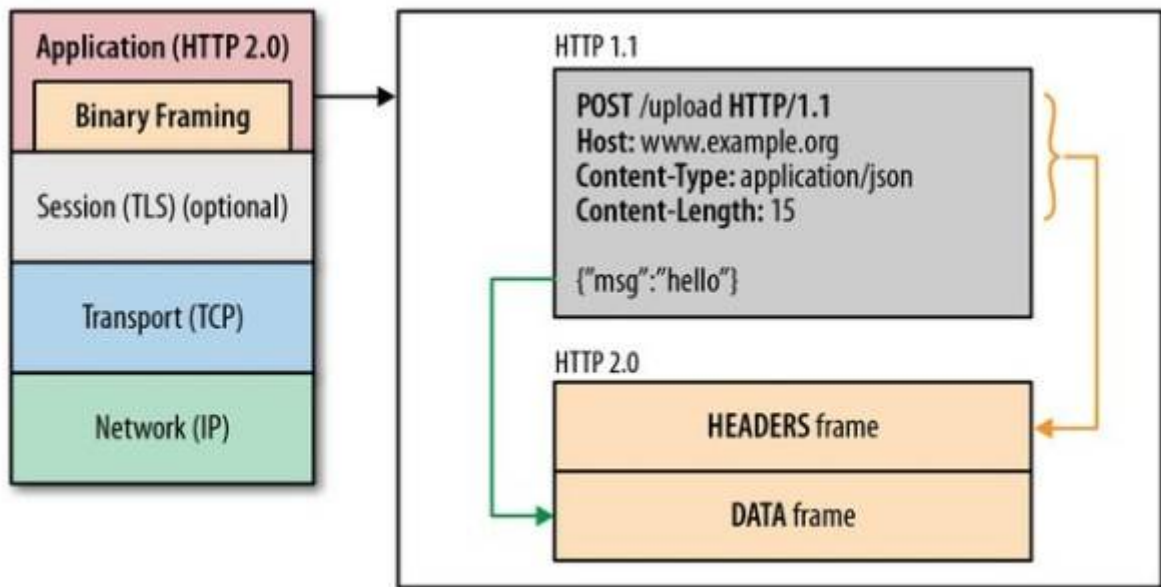 Application (HTTP 2.0)
Binary Framing
Session (TLS) (optional)
Transport (TCP)
Network (IP)
HTTP 1.1
POST /upload HTTP/1.1
Host: www.example.org
Content-Type: application/json
Content-Length: 15
{”msg”:”hello”}
HTTP 2.0
HEADERS frame
DATA frame